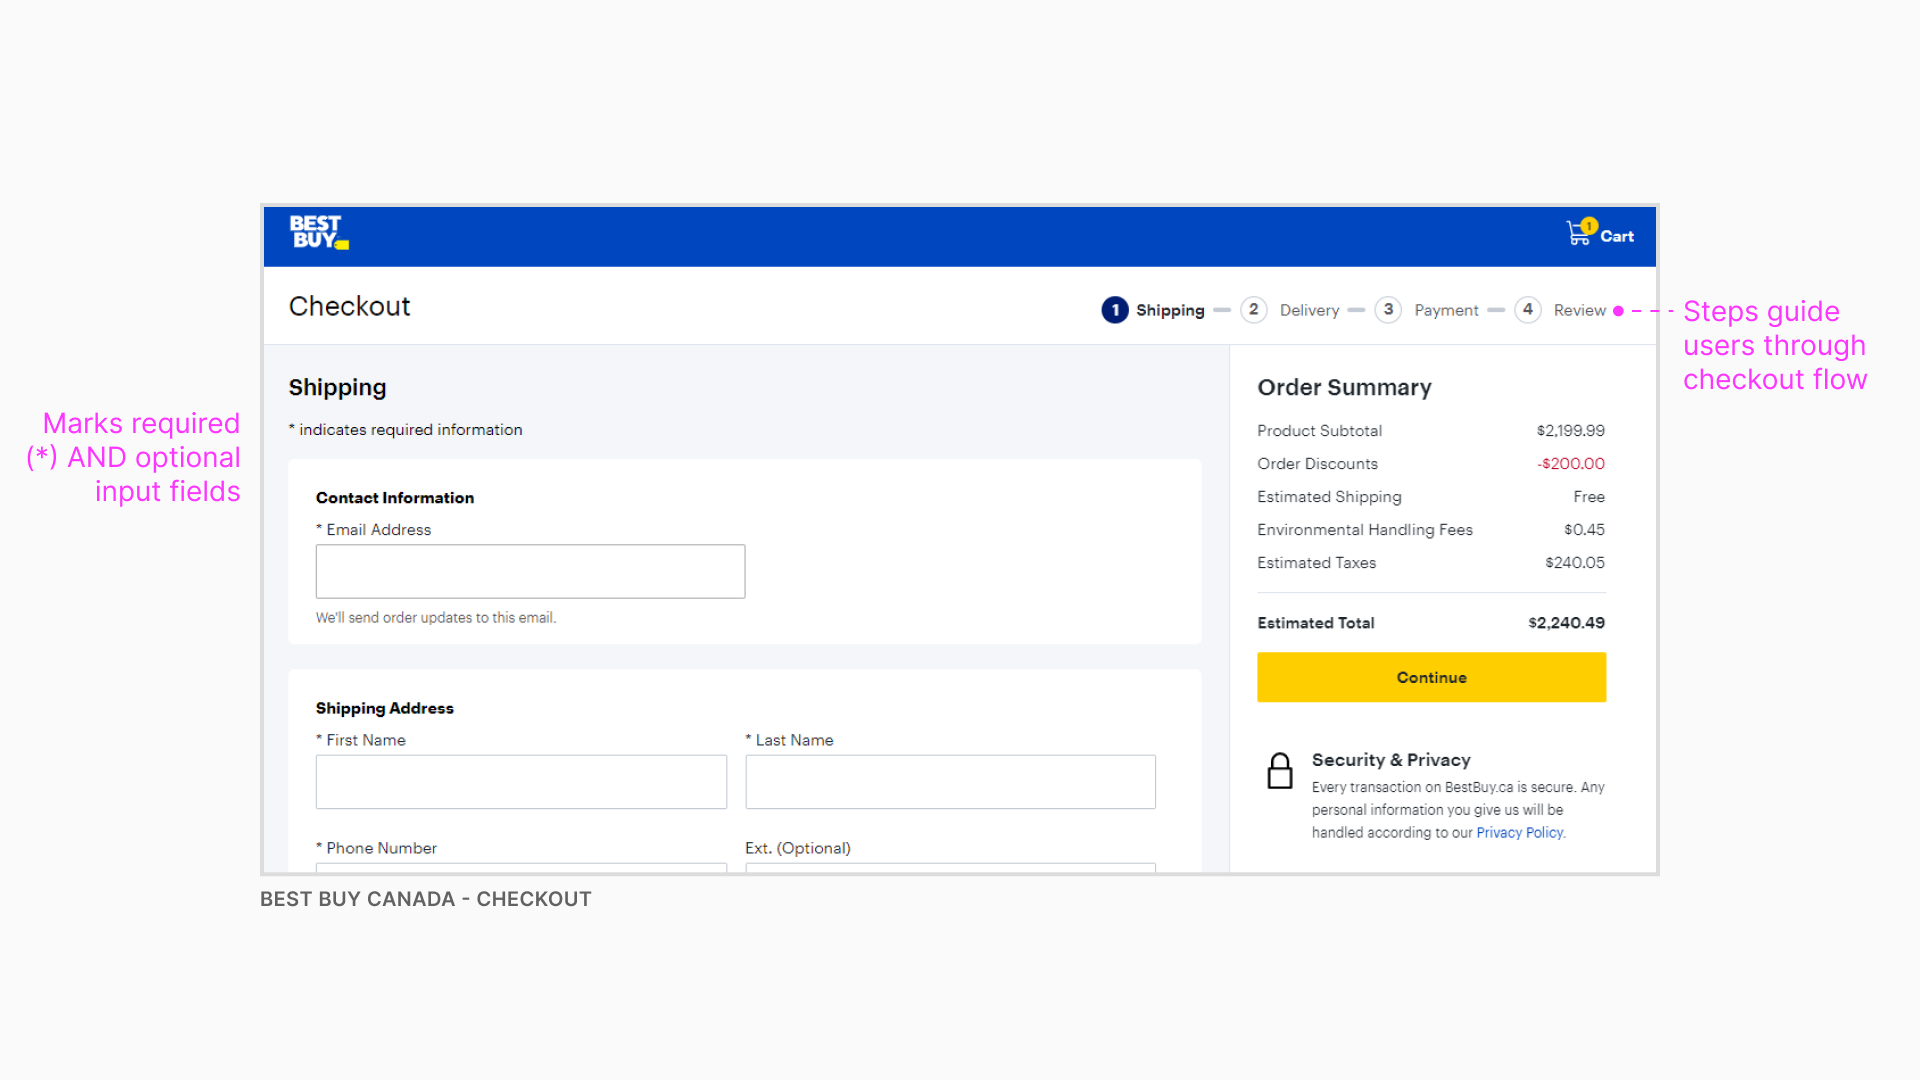 BEST
BUY
1
Cart
Checkout
1 Shipping 2 Delivery 3 Payment 4 Review
Steps guide
users through
checkout flow
Marks required
(*) AND optional
input fields
Shipping
* indicates required information
Contact Information
* Email Address
We'll send order updates to this email.
Shipping Address
* First Name
* Last Name
* Phone Number
Ext. (Optional)
Order Summary
Product Subtotal $2,199.99
Order Discounts -$200.00
Estimated Shipping Free
Environmental Handling Fees $0.45
Estimated Taxes $240.05
Estimated Total $2,240.49
Continue
Security & Privacy
Every transaction on BestBuy.ca is secure. Any
personal information you give us will be
handled according to our Privacy Policy.
BEST BUY CANADA - CHECKOUT